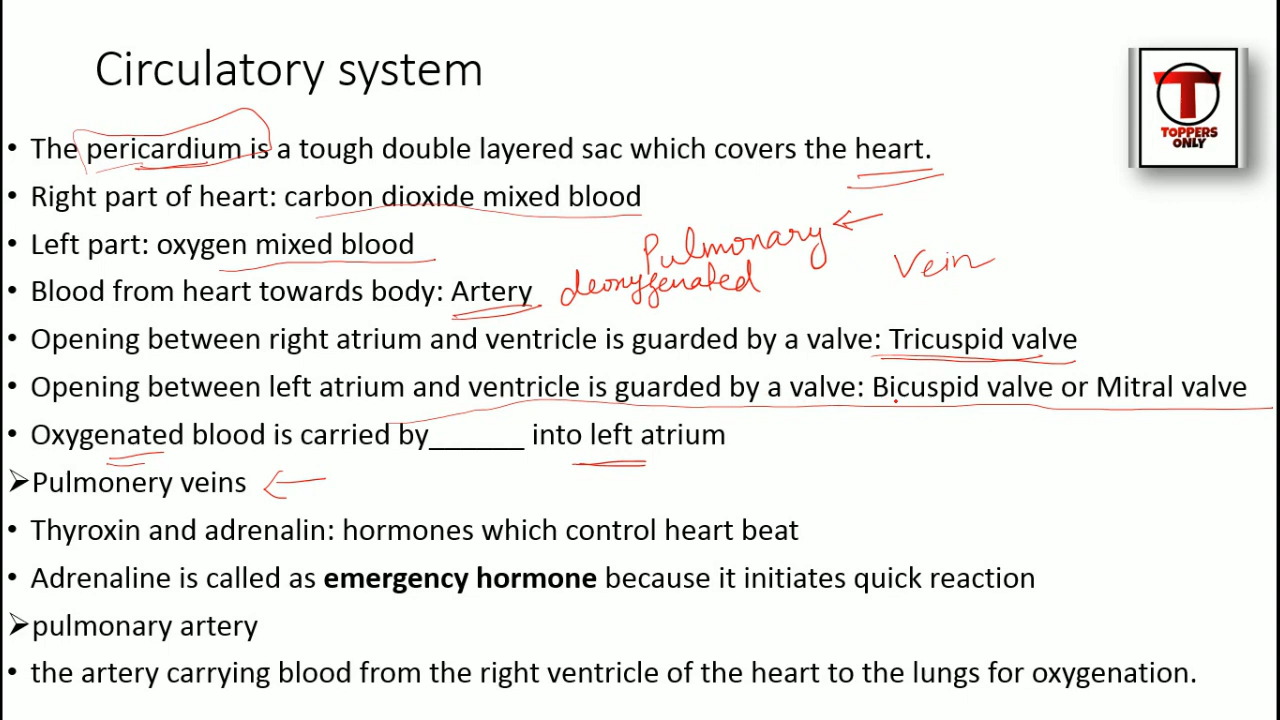 Circulatory system
T
TOPPERS
ONLY
• The pericardium is a tough double layered sac which covers the heart.
• Right part of heart: carbon dioxide mixed blood
• Left part: oxygen mixed blood
Pulmonary
Vein
• Blood from heart towards body: Artery deoxygenated
• Opening between right atrium and ventricle is guarded by a valve: Tricuspid valve
• Opening between left atrium and ventricle is guarded by a valve: Bicuspid valve or Mitral valve
• Oxygenated blood is carried by______ into left atrium
➢Pulmonery veins
• Thyroxin and adrenalin: hormones which control heart beat
• Adrenaline is called as emergency hormone because it initiates quick reaction
➢pulmonary artery
• the artery carrying blood from the right ventricle of the heart to the lungs for oxygenation.